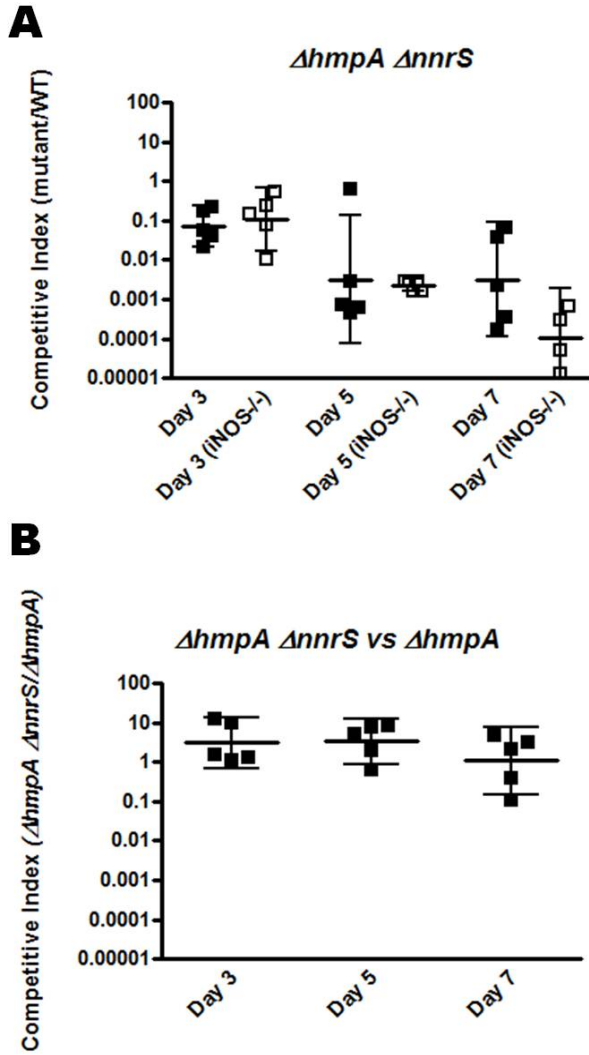 A
ΔhmpA ΔnnrS
Competitive Index (mutant/WT)
100
10
1
0.1
0.01
0.001
0.0001
0.00001
Day 3
Day 3 (iNOS-/-)
Day 5
Day 5 (iNOS-/-)
Day 7
Day 7 (iNOS-/-)
B
ΔhmpA ΔnnrS vs ΔhmpA
Competitive Index (ΔhmpA ΔnnrS/ΔhmpA)
100
10
1
0.1
0.01
0.001
0.0001
0.00001
Day 3
Day 5
Day 7